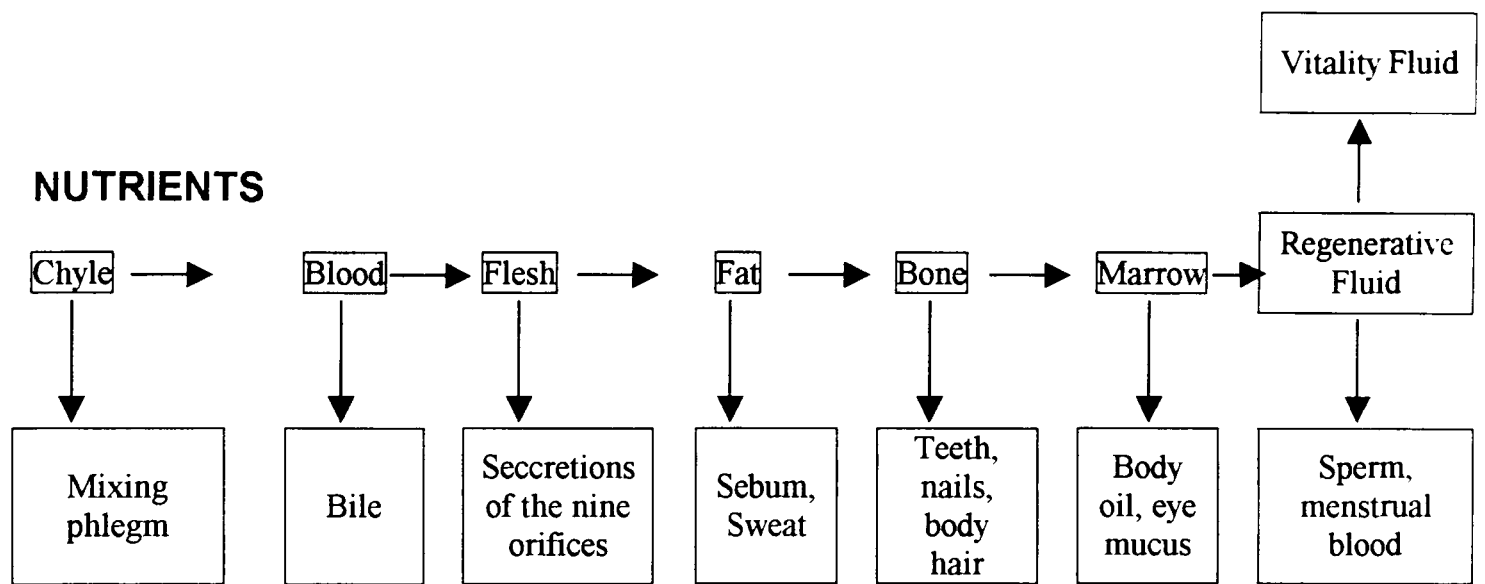 Vitality Fluid
NUTRIENTS
Chyle
Blood
Flesh
Fat
Bone
Marrow
Regenerative
Fluid
Mixing
phlegm
Bile
Seccretions
of the nine
orifices
Sebum,
Sweat
Teeth,
nails,
body
hair
Body
oil, eye
mucus
Sperm,
menstrual
blood